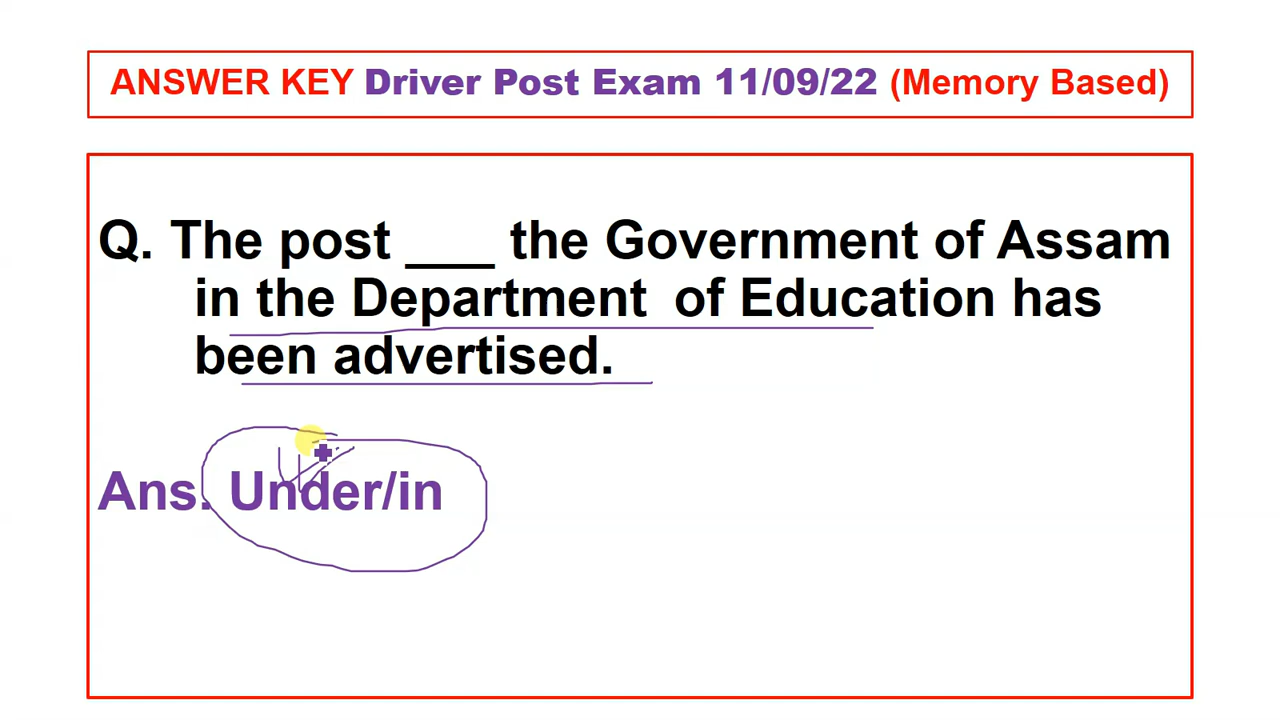 ANSWER KEY Driver Post Exam 11/09/22 (Memory Based)
Q. The post ___ the Government of Assam
in the Department of Education has
been advertised.
Ans. Under/in